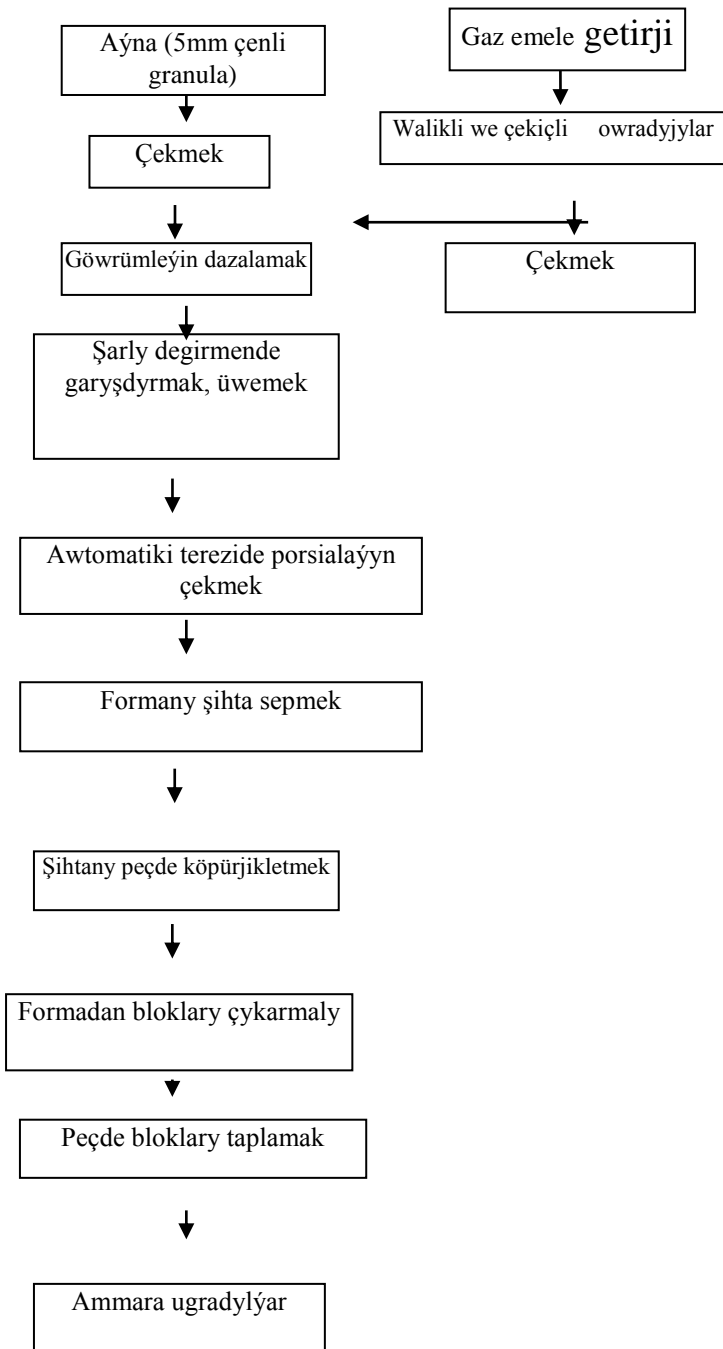 Aýna (5mm çenli
granula)
Gaz emele getirji
Walikli we çekiçli owradyjylar
Çekmek
Çekmek
Göwrümleýin dazalamak
Şarly degirmende
garyşdyrmak, üwemek
Awtomatiki terezide porsialaýyn
çekmek
Formany şihta sepmek
Şihtany peçde köpürjikletmek
Formadan bloklary çykarmaly
Peçde bloklary taplamak
Ammara ugradylýar